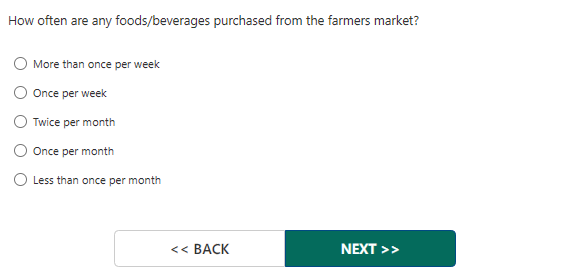 How often are any foods/beverages purchased from the farmers market?
More than once per week
Once per week
Twice per month
Once per month
Less than once per month
<< BACK
NEXT >>